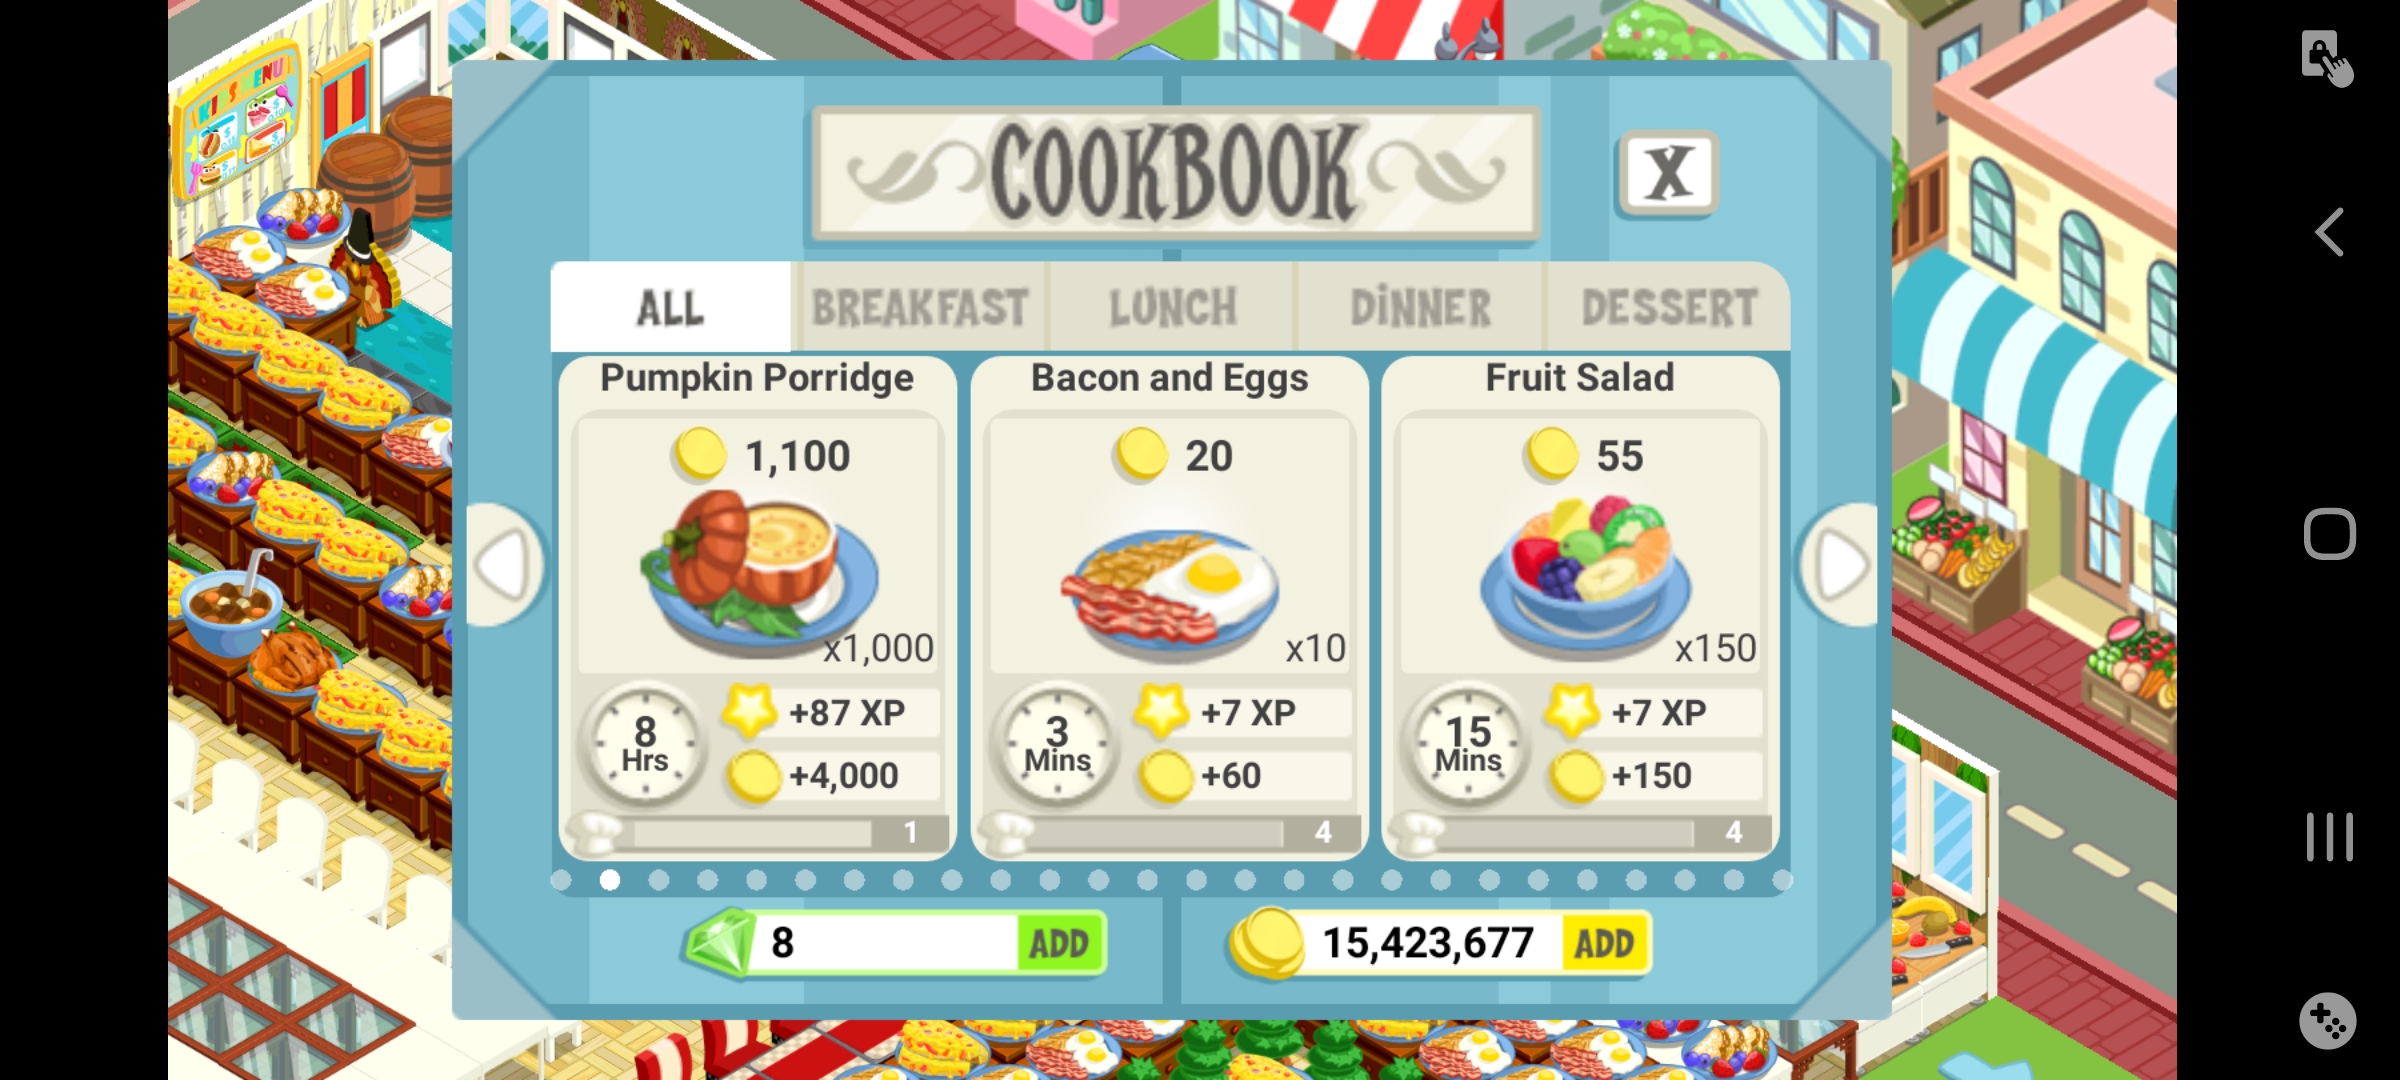 KIDS MENU
COOKBOOK
X
ALL
BREAKFAST
LUNCH
DINNER
DESSERT
Pumpkin Porridge
1,100
x1,000
8
Hrs
+87 XP
+4,000
1
Bacon and Eggs
20
x10
3
Mins
+7 XP
+60
4
Fruit Salad
55
x150
15
Mins
+7 XP
+150
4
8
ADD
15,423,677
ADD